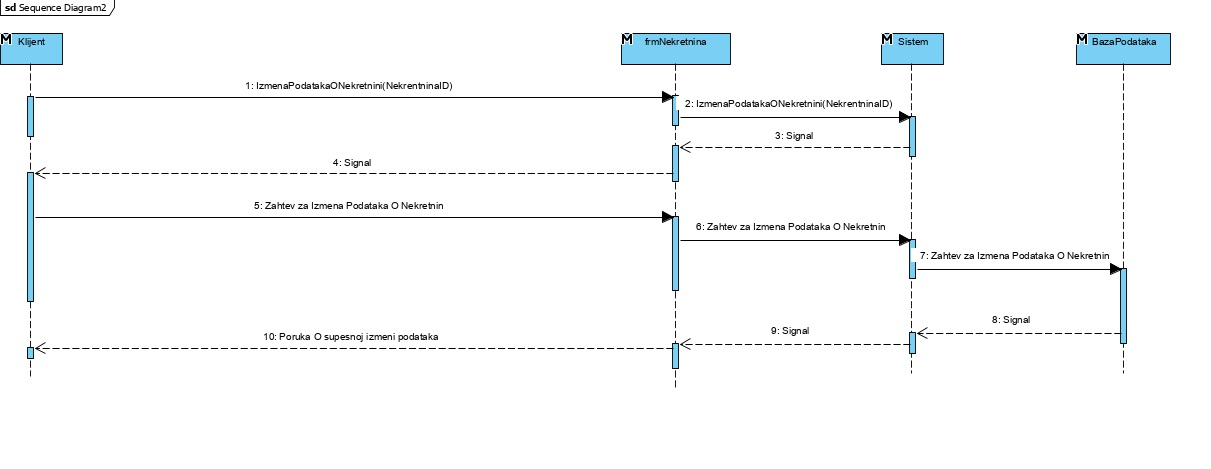 sd Sequence Diagram2
M Klijent
M frmNekretnina
M Sistem
M BazaPodataka
1: IzmenaPodatakaONekretnini(NekrentninaID)
2: IzmenaPodatakaONekretnini(NekrentninaID)
3: Signal
4: Signal
5: Zahtev za Izmena Podataka O Nekretnin
6: Zahtev za Izmena Podataka O Nekretnin
7: Zahtev za Izmena Podataka O Nekretnin
8: Signal
9: Signal
10: Poruka O supesnoj izmeni podataka